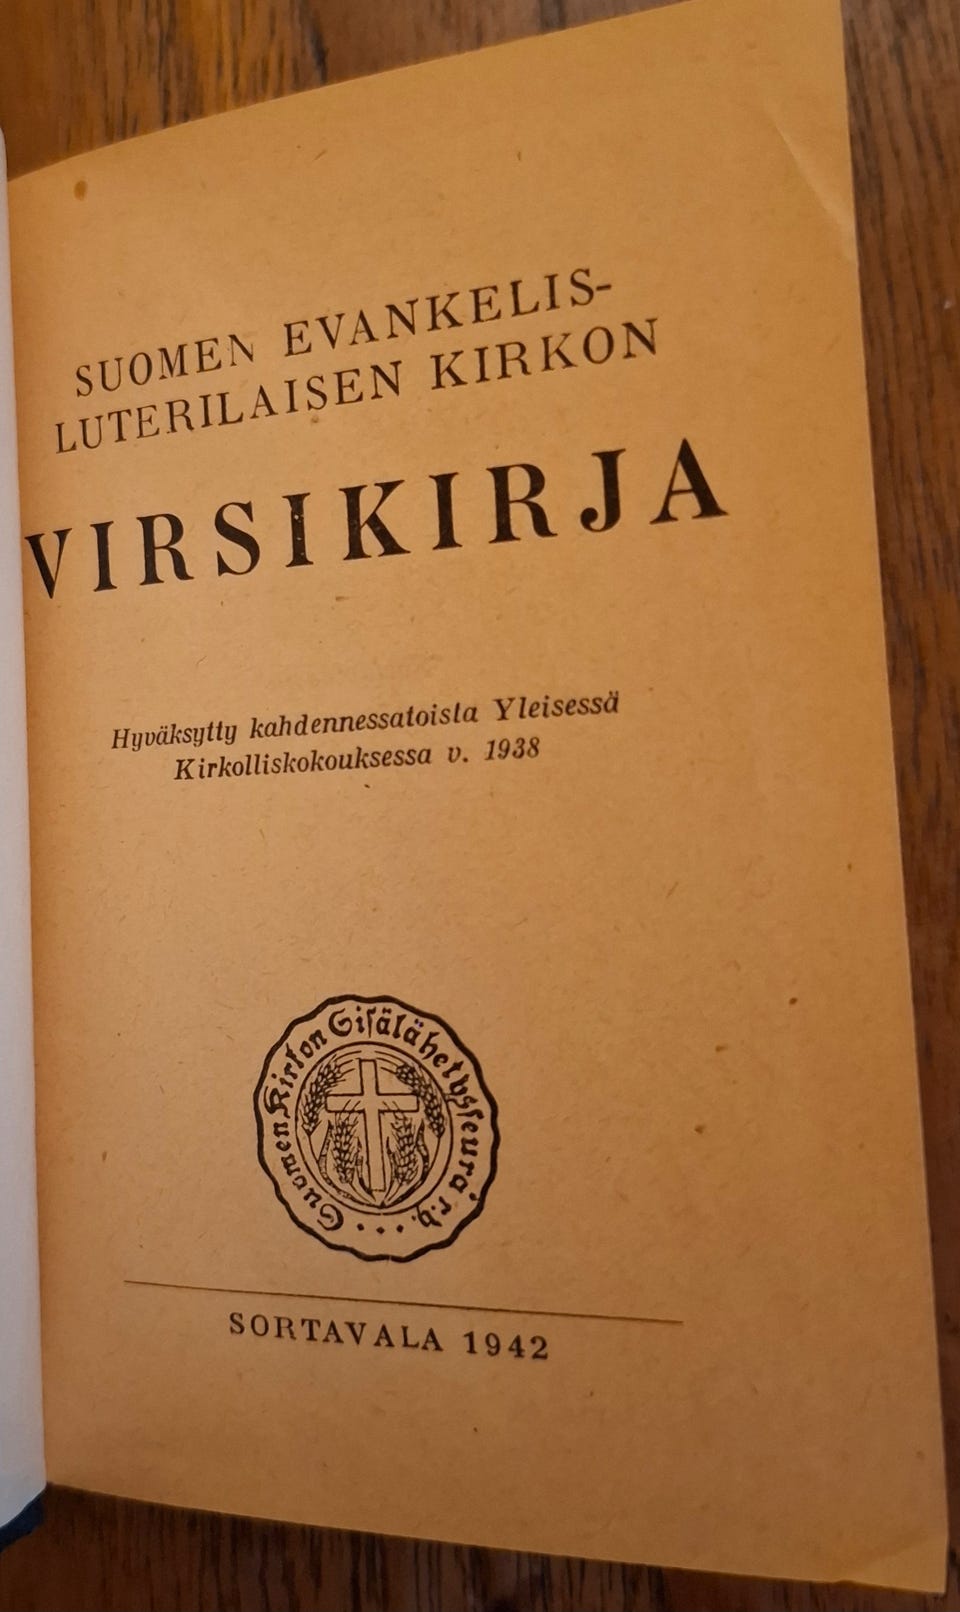 SUOMEN EVANKELIS-
LUTERILAISEN KIRKON
VIRSIKIRJA
Hyväksytty kahdennessatoista Yleisessä
Kirkolliskokouksessa v. 1938
Suomen Kirkon Sisälähetysseura r.y.
SORTAVALA 1942